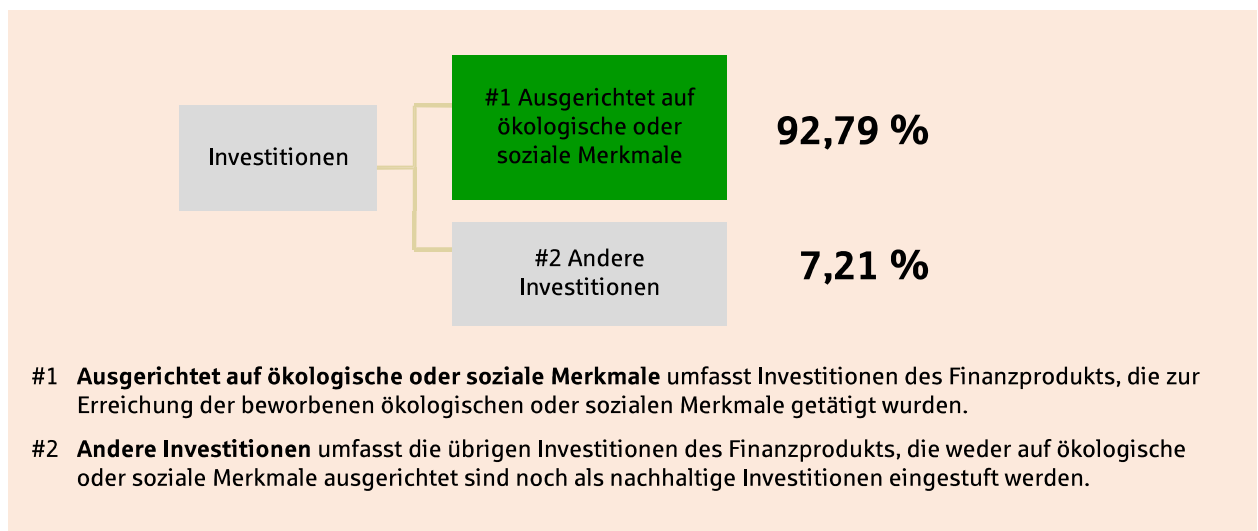 #1 Ausgerichtet auf
ökologische oder
soziale Merkmale
92,79 %
Investitionen
#2 Andere
Investitionen
7,21 %
#1 Ausgerichtet auf ökologische oder soziale Merkmale umfasst Investitionen des Finanzprodukts, die zur
Erreichung der beworbenen ökologischen oder sozialen Merkmale getätigt wurden.
#2 Andere Investitionen umfasst die übrigen Investitionen des Finanzprodukts, die weder auf ökologische
oder soziale Merkmale ausgerichtet sind noch als nachhaltige Investitionen eingestuft werden.